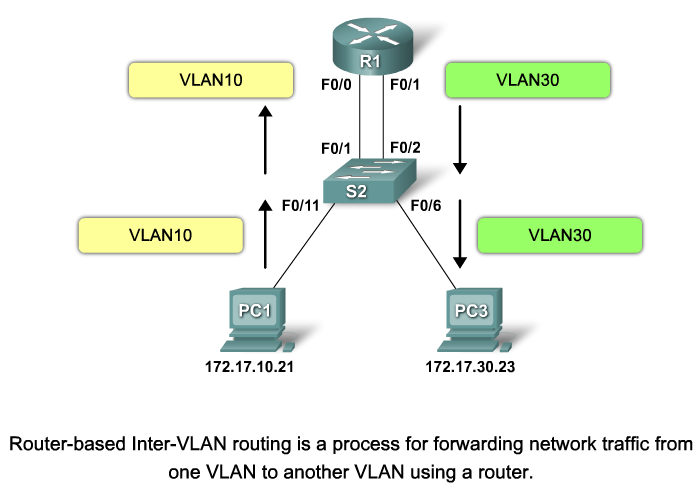 R1
VLAN10
F0/0
F0/1
VLAN30
F0/1
F0/2
S2
F0/11
F0/6
VLAN10
VLAN30
PC1
PC3
172.17.10.21
172.17.30.23
Router-based Inter-VLAN routing is a process for forwarding network traffic from
one VLAN to another VLAN using a router.